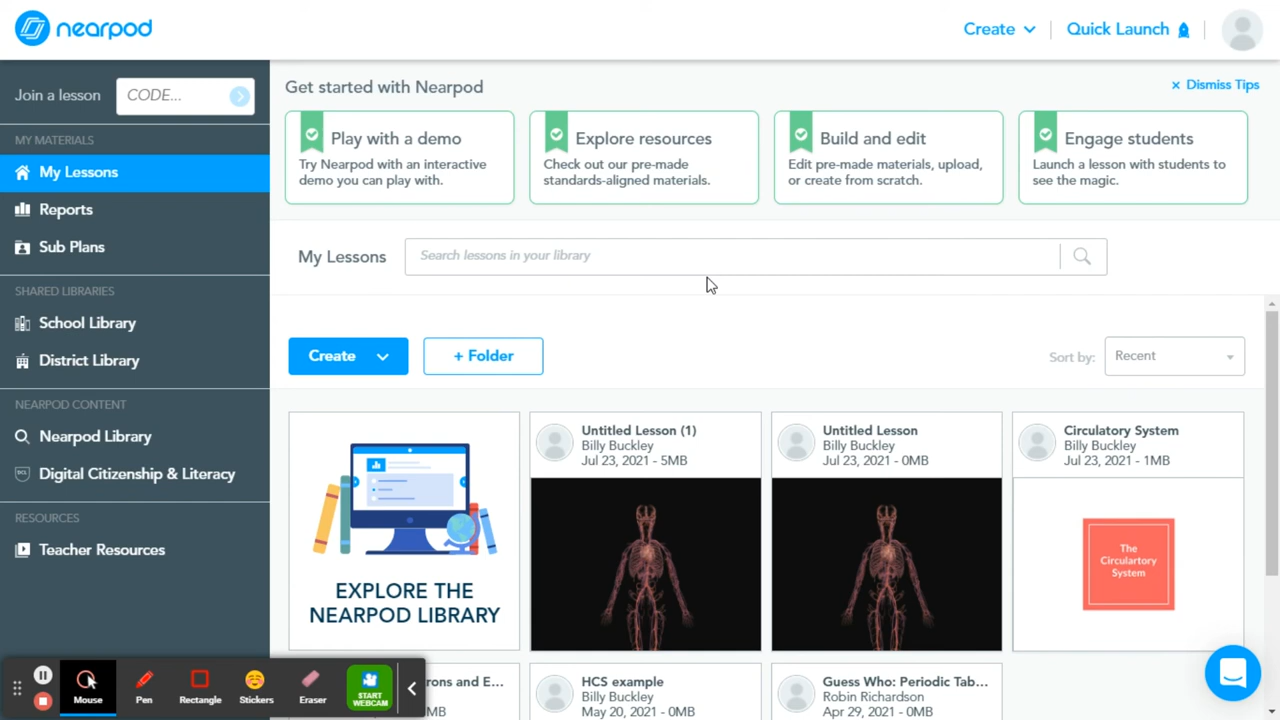 nearpod
Create
Quick Launch
Join a lesson
CODE...
MY MATERIALS
My Lessons
Reports
Sub Plans
SHARED LIBRARIES
School Library
District Library
NEARPOD CONTENT
Nearpod Library
Digital Citizenship & Literacy
RESOURCES
Teacher Resources
Get started with Nearpod
× Dismiss Tips
Play with a demo
Try Nearpod with an interactive
demo you can play with.
Explore resources
Check out our pre-made
standards-aligned materials.
Build and edit
Edit pre-made materials, upload,
or create from scratch.
Engage students
Launch a lesson with students to
see the magic.
My Lessons
Search lessons in your library
Create
+ Folder
Sort by:
Recent
EXPLORE THE
NEARPOD LIBRARY
Untitled Lesson (1)
Billy Buckley
Jul 23, 2021 - 5MB
Untitled Lesson
Billy Buckley
Jul 23, 2021 - 0MB
Circulatory System
Billy Buckley
Jul 23, 2021 - 1MB
The
Circulartory
System
HCS example
Billy Buckley
May 20, 2021 - 0MB
Guess Who: Periodic Tab...
Robin Richardson
Apr 29, 2021 - 0MB
Mouse
Pen
Rectangle
Stickers
Eraser
START
WEBCAM